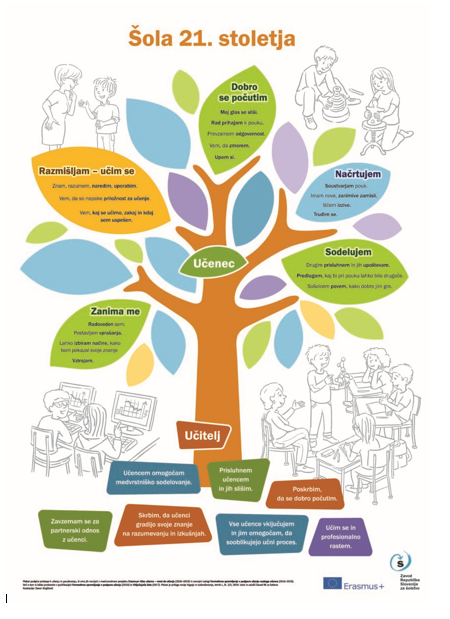 Šola 21. stoletja
Dobro
se počutim
Moj glas se sliši.
Rad prihajam k pouku.
Prevzamem odgovornost.
Vem, da zmorem.
Upam si.
Razmišljam – učim se
Znam, razumem, naredim, uporabim.
Vem, da so napake priložnost za učenje.
Vem, kaj se učimo, zakaj in kdaj
sem uspešen.
Načrtujem
Soustvarjam pouk.
Imam nove, zanimive zamisli.
Iščem izzive.
Trudim se.
Sodelujem
Drugim prisluhnem in jih upoštevam.
Predlagam, kaj bi pri pouku lahko bilo drugače.
Sošolcem povem, kako dobro jim gre.
Učenec
Zanima me
Radoveden sem.
Postavljam vprašanja.
Lahko izbiram načine, kako
bom pokazal svoje znanje
Vztrajam.
Učitelj
Učencem omogočam
medvrstniško sodelovanje.
Prisluhnem
učencem
in jih slišim.
Poskrbim,
da se dobro počutim.
Zavzemam se za
partnerski odnos
z učenci.
Skrbim, da učenci
gradijo svoje znanje
na razumevanju in izkušnjah.
Vse učence vključujem
in jim omogočam, da
sooblikujejo učni proces.
Učim se in
profesionalno
rastem.
Erasmus+
Zavod
Republike
Slovenije
za šolstvo